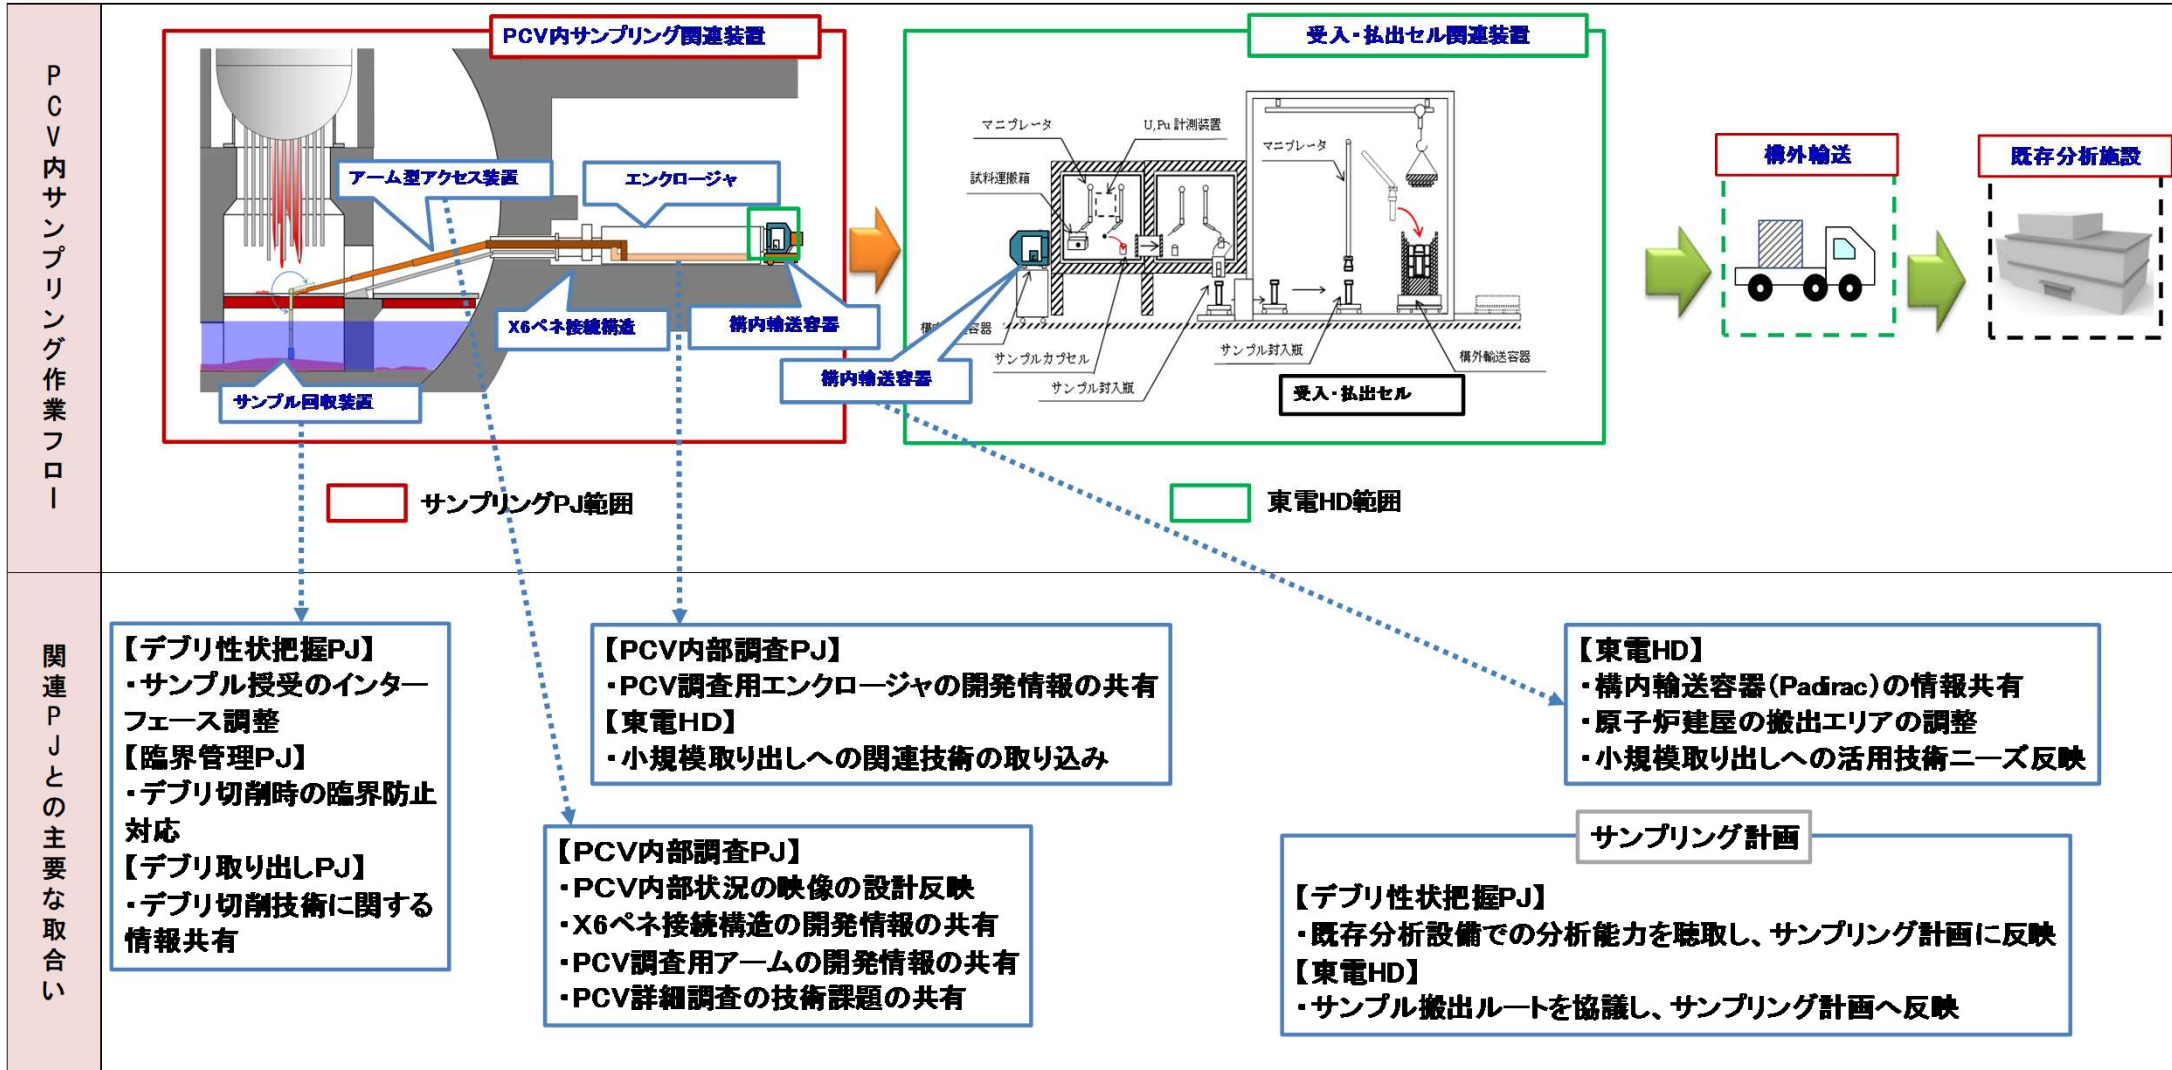 PCV内サンプリング作業フロー
PCV内サンプリング関連装置
アーム型アクセス装置
エンクロージャ
X6ペネ接続構造
構内輸送容器
サンプル回収装置
受入・払出セル関連装置
マニプレータ
U,Pu 計測装置
試料運搬箱
マニプレータ
サンプルカプセル
サンプル封入瓶
サンプル封入瓶
構外輸送容器
構内輸送容器
受入・払出セル
構外輸送
既存分析施設
サンプリングPJ範囲
東電HD範囲
関連PJとの主要な取合い
【デブリ性状把握PJ】
・サンプル授受のインター
フェース調整
【臨界管理PJ】
・デブリ切削時の臨界防止
対応
【デブリ取り出しPJ】
・デブリ切削技術に関する
情報共有
【PCV内部調査PJ】
・PCV内部状況の映像の設計反映
・X6ペネ接続構造の開発情報の共有
・PCV調査用アームの開発情報の共有
・PCV詳細調査の技術課題の共有
【PCV内部調査PJ】
・PCV調査用エンクロージャの開発情報の共有
【東電HD】
・小規模取り出しへの関連技術の取り込み
【東電HD】
・構内輸送容器(Padirac)の情報共有
・原子炉建屋の搬出エリアの調整
・小規模取り出しへの活用技術ニーズ反映
サンプリング計画
【デブリ性状把握PJ】
・既存分析設備での分析能力を聴取し、サンプリング計画に反映
【東電HD】
・サンプル搬出ルートを協議し、サンプリング計画へ反映